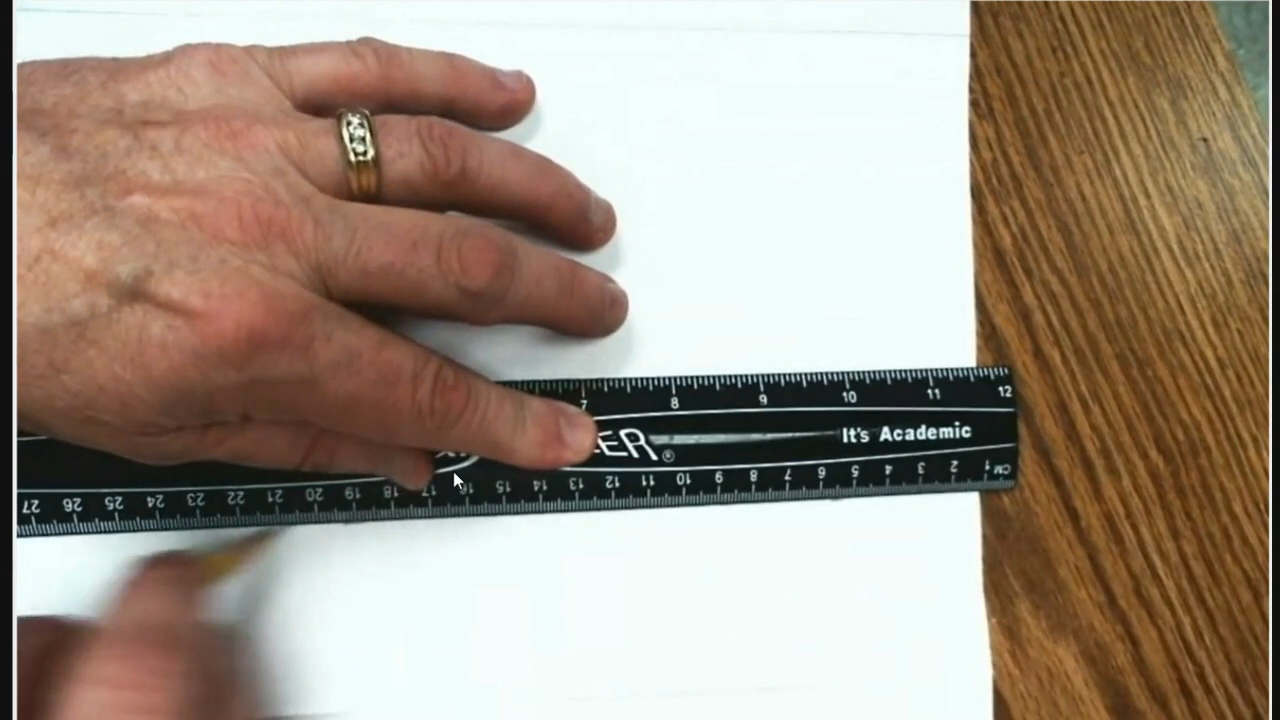 7 8 9 10 11 12
EER®
It's Academic
27 26 25 24 23 22 21 20 19 18 17 16 15 14 13 12 11 10 9 8 7 6 5 4 3 2 1 CM